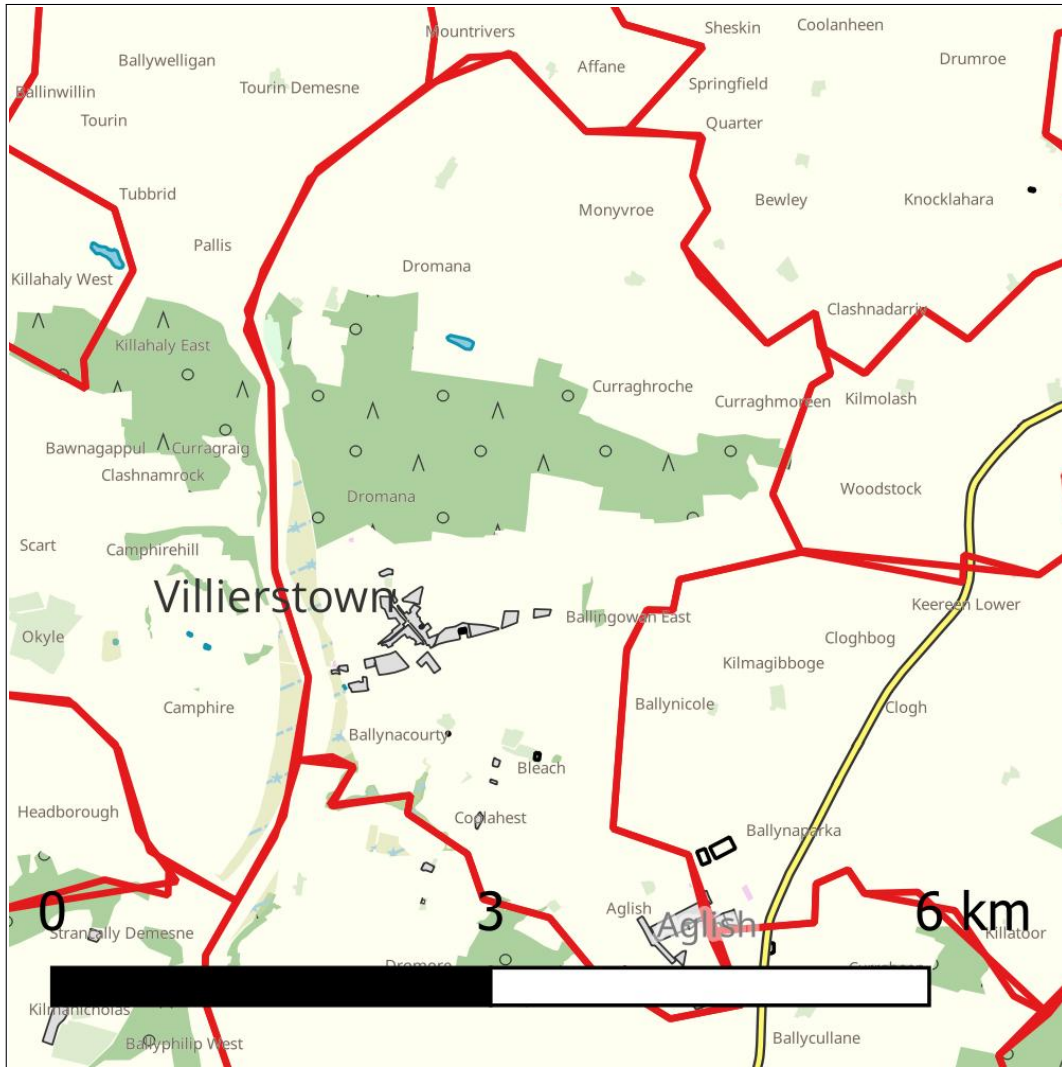 Mountrivers
Sheskin
Coolanheen
Ballywelligan
Affane
Drumroe
Tourin Demesne
Springfield
Ballinwillin
Tourin
Quarter
Tubbrid
Monyvroe
Bewley
Knocklahara
Pallis
Dromana
Killahaly West
Clashnadarriv
Killahaly East
Curraghroche
Curraghmoreen
Kilmolash
Bawnagappul
Curragraig
Clashnamrock
Dromana
Woodstock
Scart
Camphirehill
Villierstown
Keereen Lower
Ballingowan East
Okyle
Cloghbog
Kilmagibboge
Camphire
Ballynicole
Clogh
Ballynacourty
Bleach
Headborough
Coolahest
Ballynaparka
0
3
6 km
Aglish
Aglish
Strancally Demesne
Killatoor
Dromore
Kilmanicholas
Ballyphilip West
Ballycullane